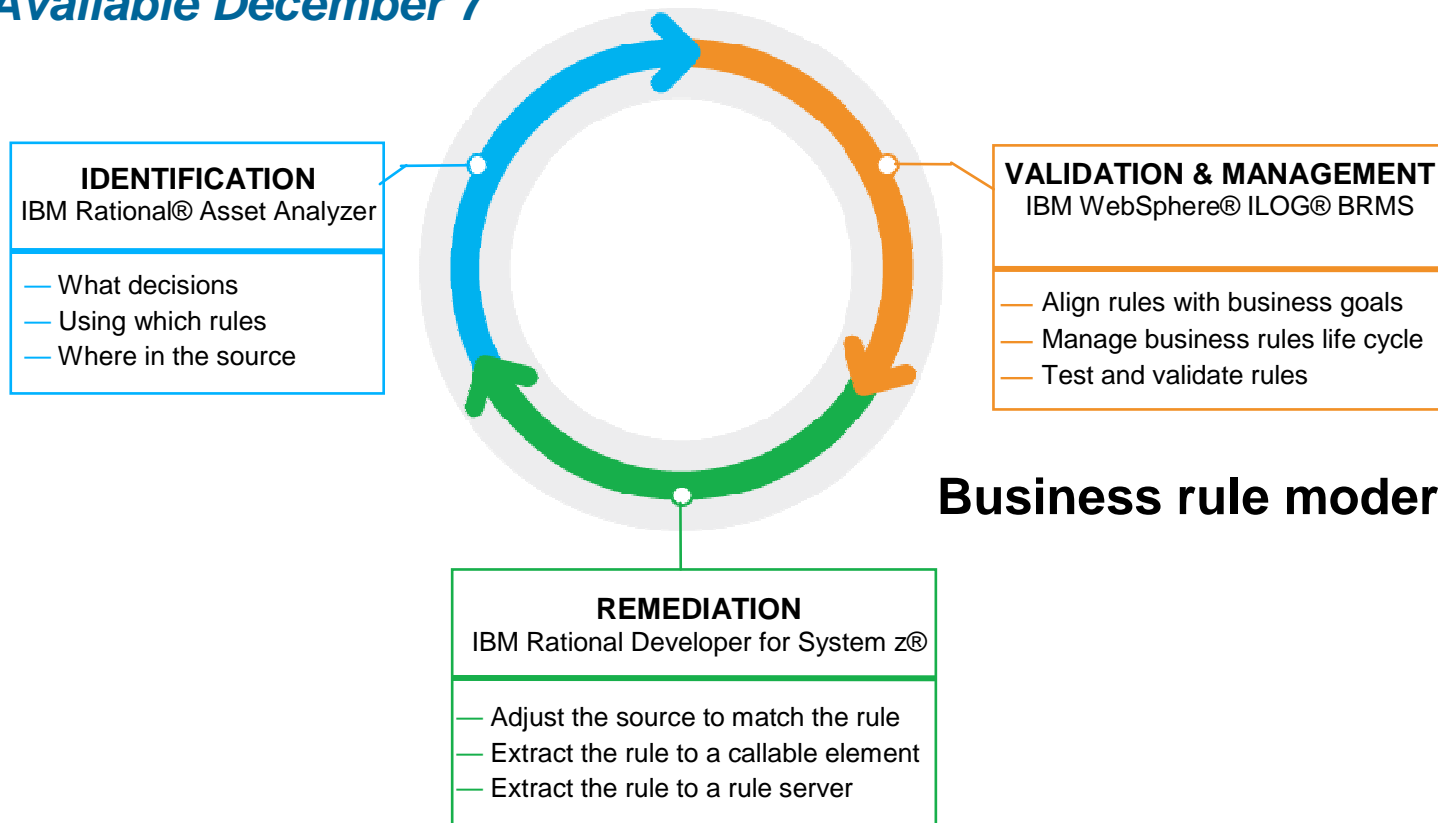 Available December 7
IDENTIFICATION
IBM Rational® Asset Analyzer
— What decisions
— Using which rules
— Where in the source
VALIDATION & MANAGEMENT
IBM WebSphere® ILOG® BRMS
— Align rules with business goals
— Manage business rules life cycle
— Test and validate rules
Business rule moder
REMEDIATION
IBM Rational Developer for System z®
— Adjust the source to match the rule
— Extract the rule to a callable element
— Extract the rule to a rule server